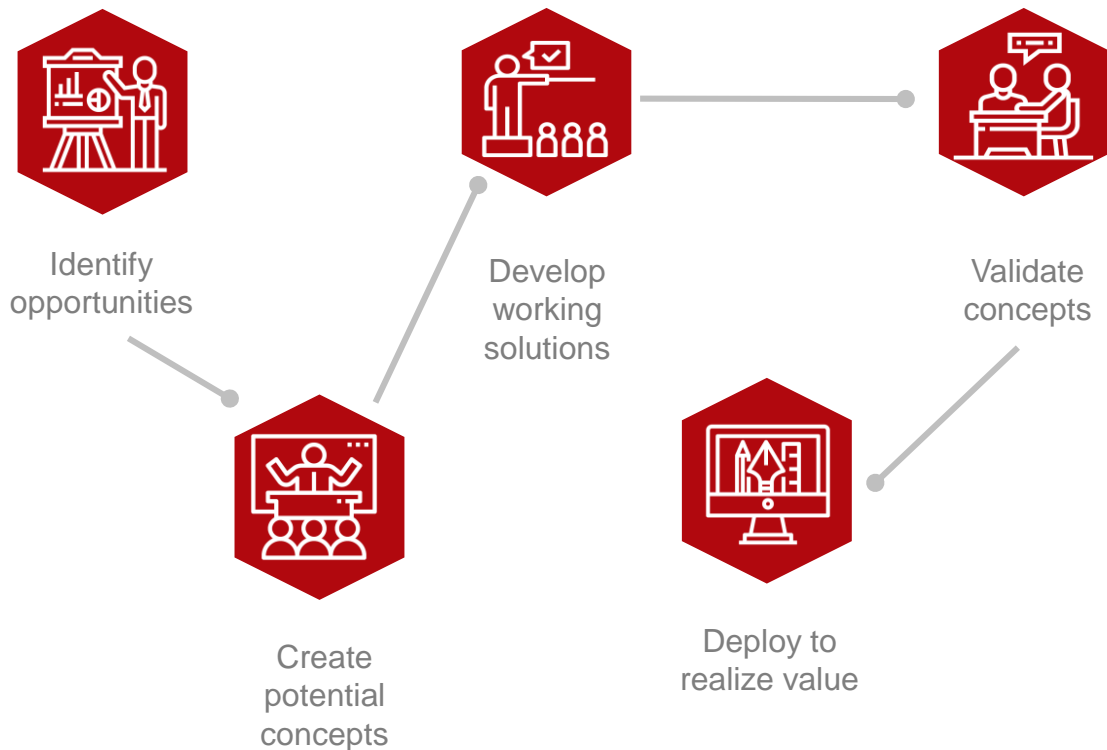 Identify
opportunities
Develop
working
solutions
Validate
concepts
Create
potential
concepts
Deploy to
realize value